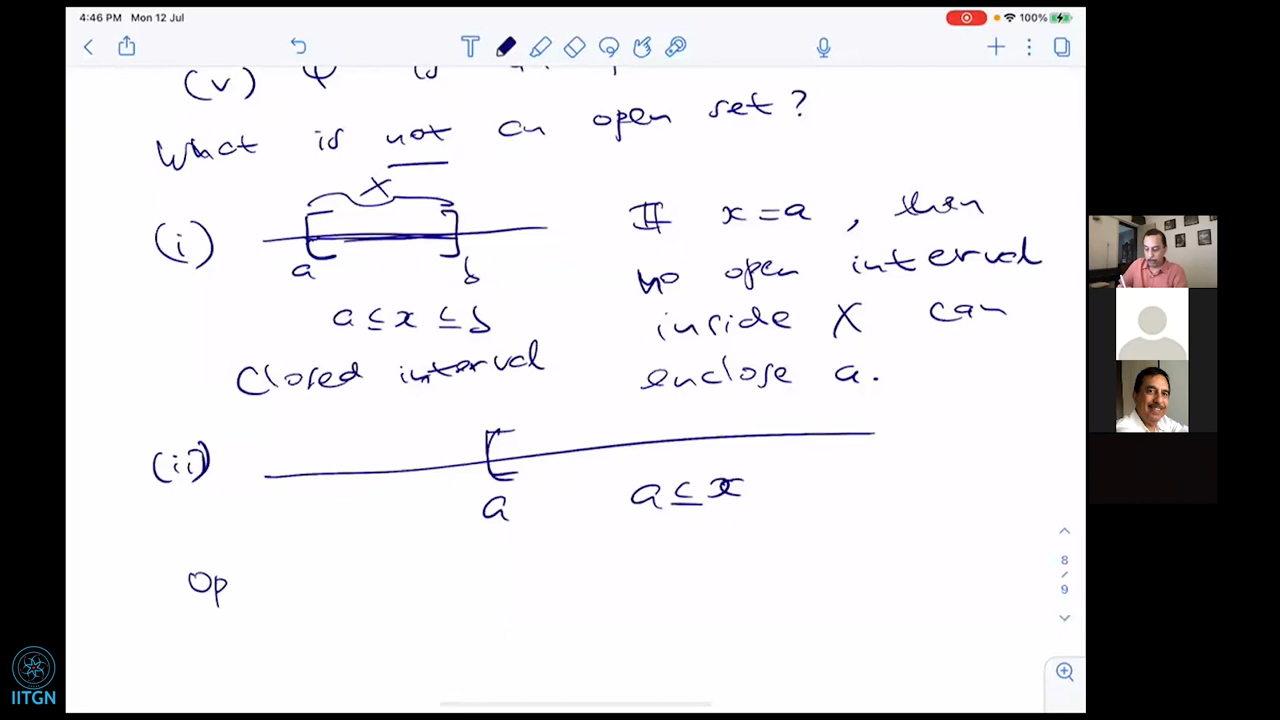 4:46 PM Mon 12 Jul
100%
(v) φ is
What is not an open set?
X
(i)
a b
a ≤ x ≤ b
Closed interval
If x = a, then
no open interval
inside X can
enclose a.
(ii)
a
a ≤ x
Op
8
/
9
IITGN